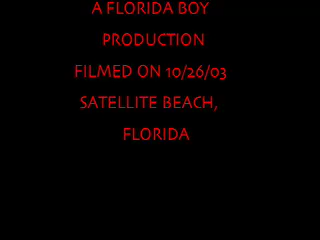 A FLORIDA BOY
PRODUCTION
FILMED ON 10/26/03
SATELLITE BEACH,
FLORIDA